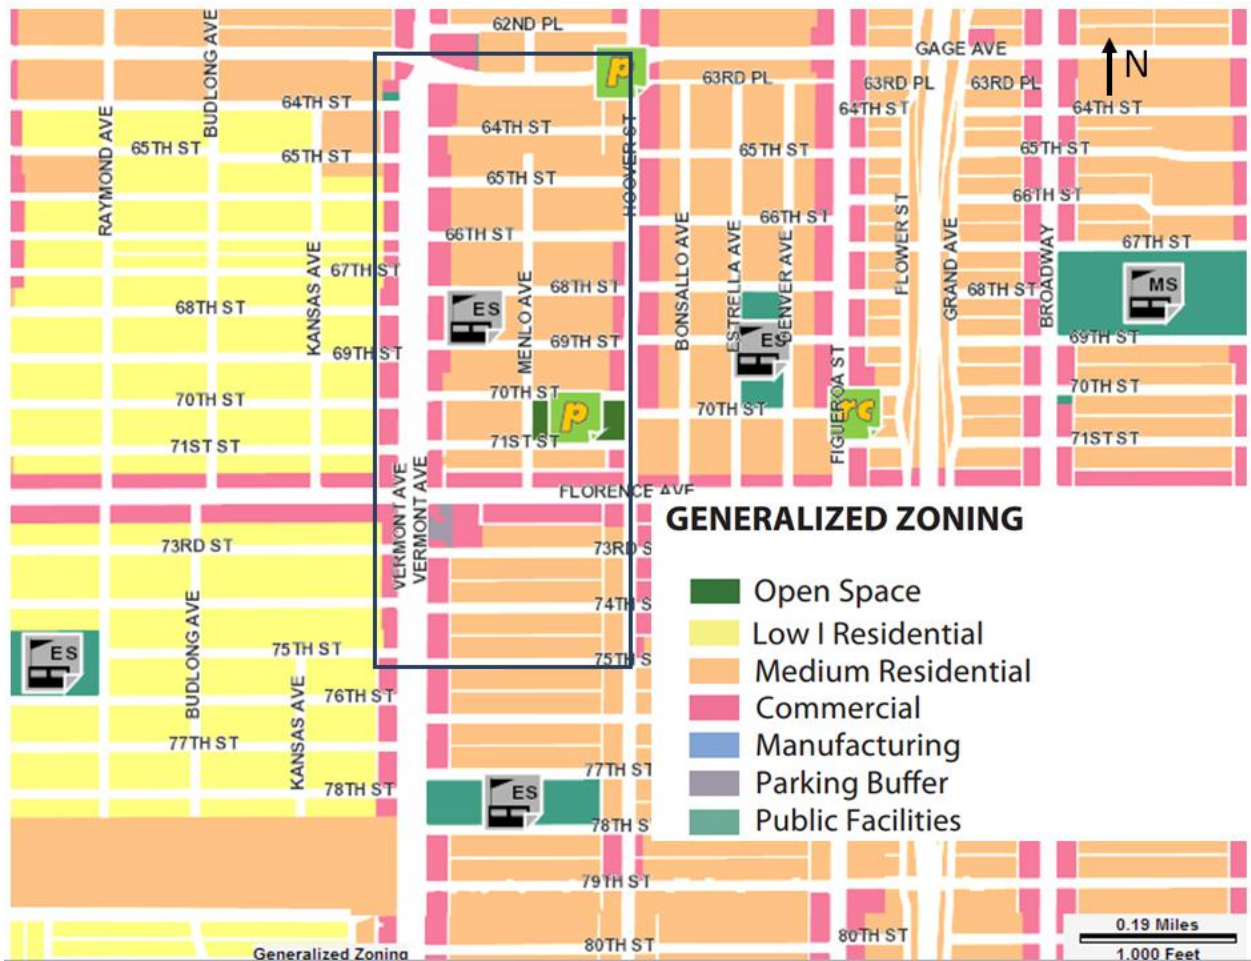 62ND PL
GAGE AVE
N
63RD PL
63RD PL
63RD PL
BUDLONG AVE
64TH ST
64TH ST
64TH ST
64TH ST
RAYMOND AVE
65TH ST
65TH ST
65TH ST
65TH ST
65TH ST
HOOVER ST
66TH ST
66TH ST
66TH ST
FLOWER ST
GRAND AVE
BROADWAY
67TH ST
67TH ST
KANSAS AVE
68TH ST
68TH ST
68TH ST
MS
ES
MENLO AVE
BONSALLO AVE
ESTRELLA AVE
DENVER AVE
ES
69TH ST
69TH ST
69TH ST
FIGUEROA ST
70TH ST
70TH ST
70TH ST
70TH ST
p
p
rc
71ST ST
71ST ST
71ST ST
VERMONT AVE
VERMONT AVE
FLORENCE AVE
73RD ST
73RD S
74TH S
BUDLONG AVE
75TH ST
75TH S
ES
KANSAS AVE
76TH ST
77TH ST
77TH ST
78TH ST
ES
78TH S
79TH ST
80TH ST
80TH ST
GENERALIZED ZONING
Open Space
Low I Residential
Medium Residential
Commercial
Manufacturing
Parking Buffer
Public Facilities
Generalized Zoning
0.19 Miles
1.000 Feet